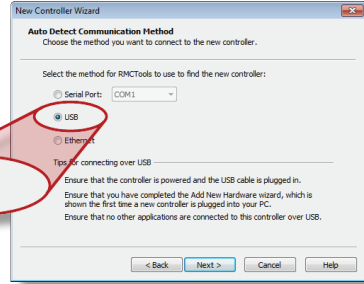 New Controller Wizard
Auto Detect Communication Method
Choose the method you want to connect to the new controller.
Select the method for RMCTools to use to find the new controller:
Serial Port: COM1
USB
Ethernet
Tips for connecting over USB
Ensure that the controller is powered and the USB cable is plugged in.
Ensure that you have completed the Add New Hardware wizard, which is
shown the first time a new controller is plugged into your PC.
Ensure that no other applications are connected to this controller over USB.
< Back Next > Cancel Help